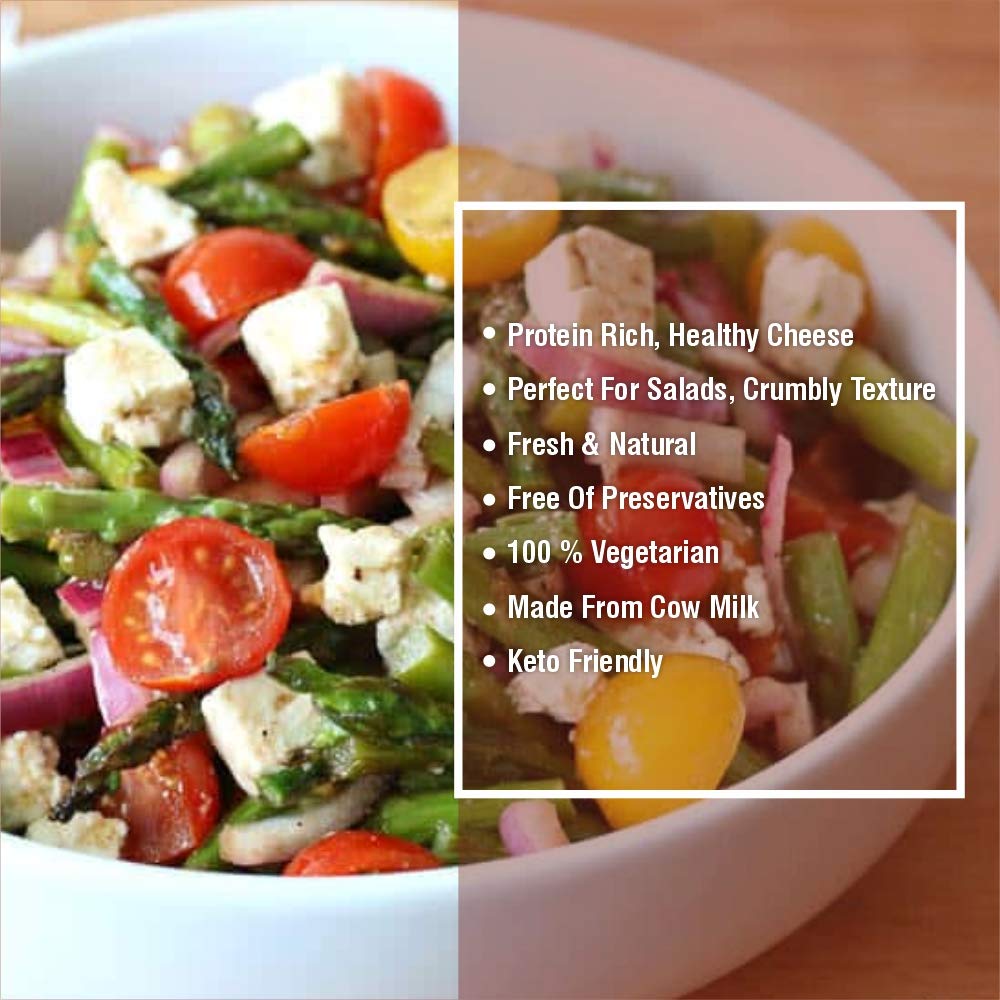 • Protein Rich, Healthy Cheese
• Perfect For Salads, Crumbly Texture
• Fresh & Natural
• Free Of Preservatives
• 100 % Vegetarian
• Made From Cow Milk
• Keto Friendly